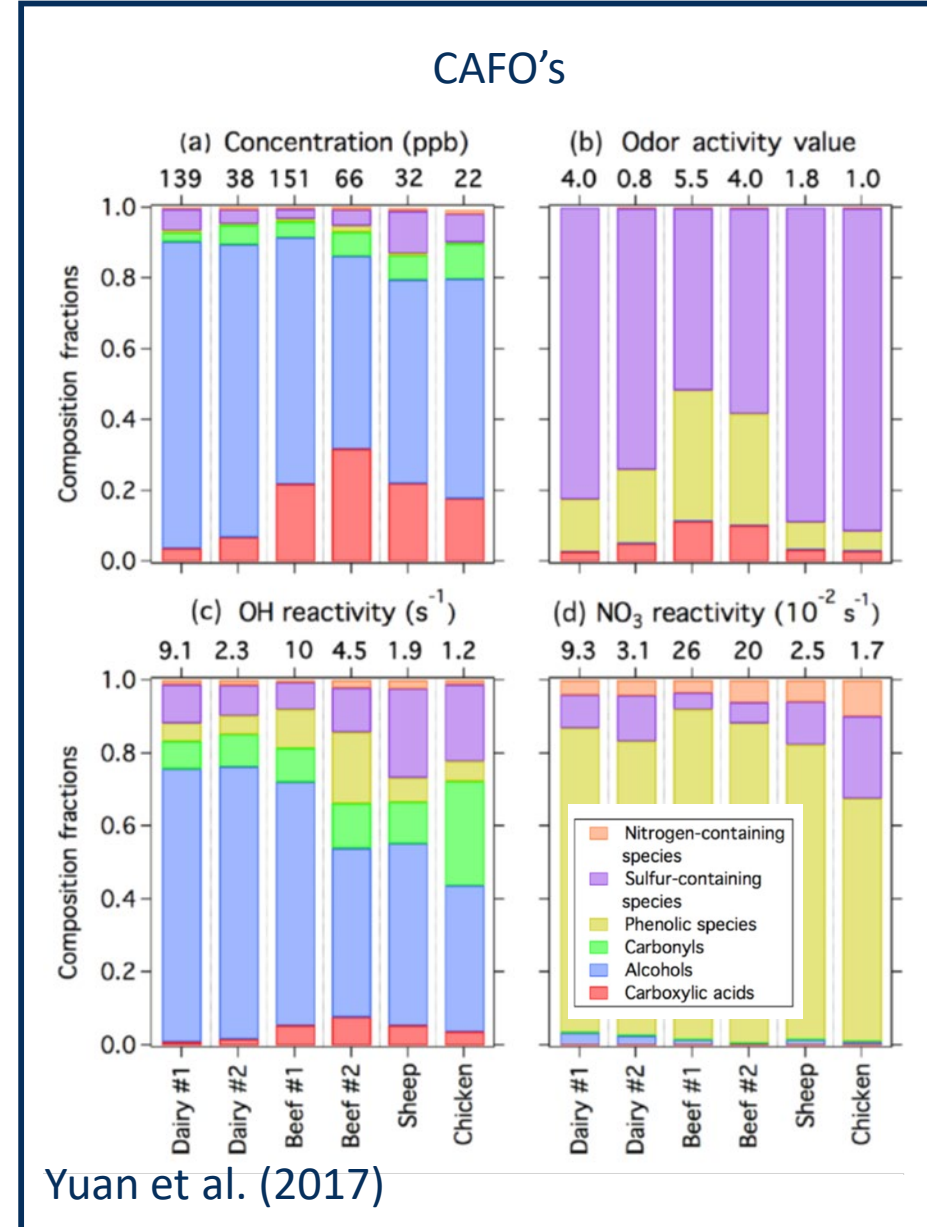 CAFO's
(a) Concentration (ppb)
139 38 151 66 32 22
1.0
0.8
0.6
0.4
0.2
0.0
Composition fractions
(b) Odor activity value
4.0 0.8 5.5 4.0 1.8 1.0
(c) OH reactivity (s-1)
9.1 2.3 10 4.5 1.9 1.2
1.0
0.8
0.6
0.4
0.2
0.0
Composition fractions
Dairy #1
Dairy #2
Beef #1
Beef #2
Sheep
Chicken
(d) NO3 reactivity (10-2 s-1)
9.3 3.1 26 20 2.5 1.7
Nitrogen-containing
species
Sulfur-containing
species
Phenolic species
Carbonyls
Alcohols
Carboxylic acids
Dairy #1
Dairy #2
Beef #1
Beef #2
Sheep
Chicken
Yuan et al. (2017)